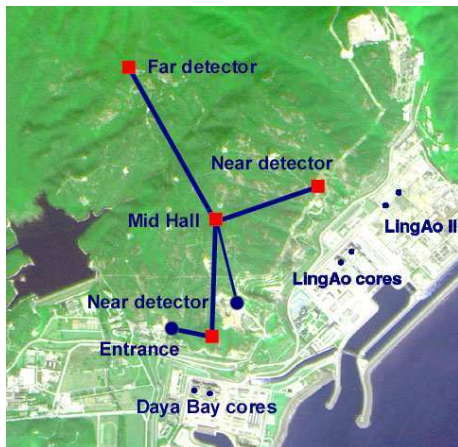 Far detector
Near detector
Mid Hall
LingAo II
LingAo cores
Near detector
Entrance
Daya Bay cores